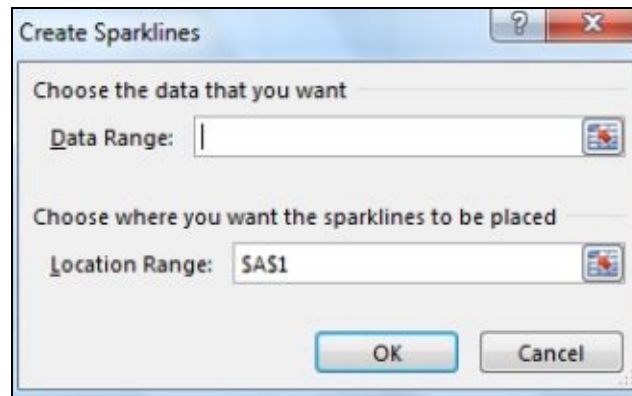 Create Sparklines
?
Choose the data that you want
Data Range:
Choose where you want the sparklines to be placed
Location Range: $A$1
OK Cancel